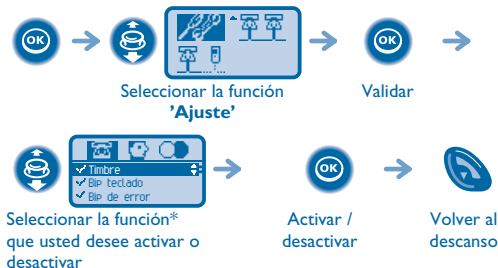 OK
OK
Seleccionar la función
'Ajuste'
Validar
Timbre
Bip teclado
Bip de error
OK
Seleccionar la función*
que usted desee activar o
desactivar
Activar /
desactivar
Volver al
descanso